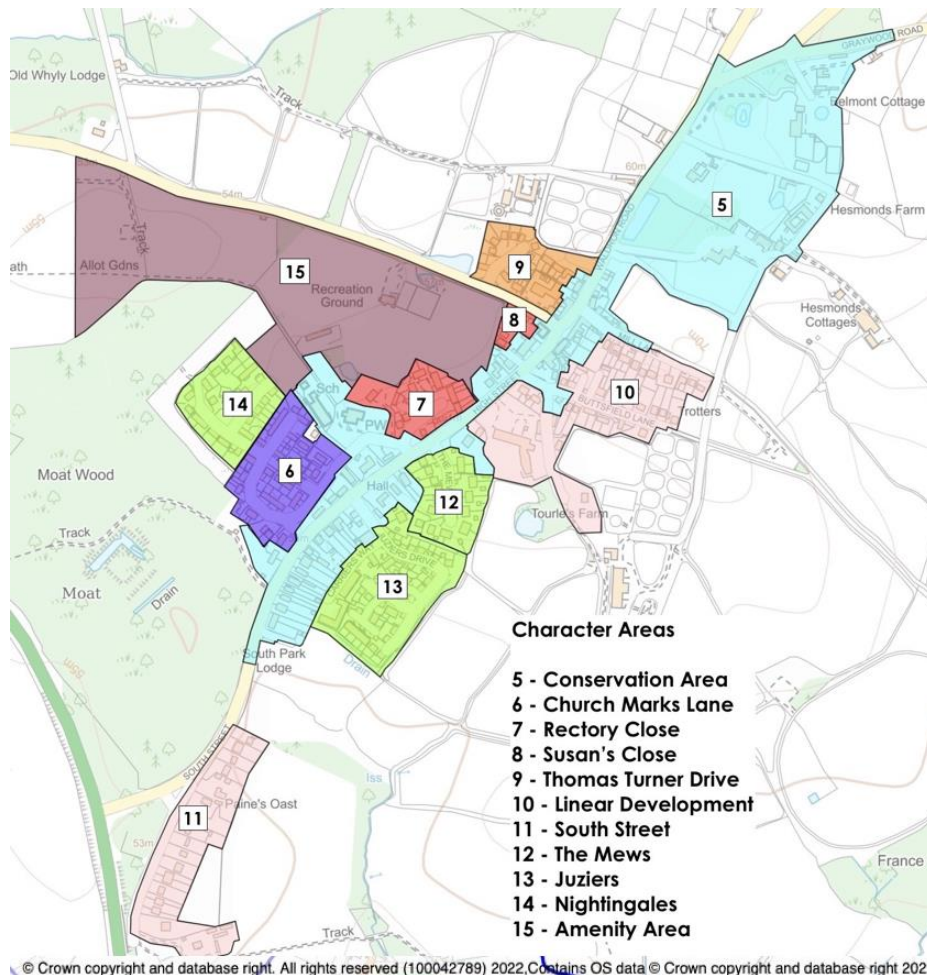 GRAYWOOD ROAD
Old Whyly Lodge
Track
Belmont Cottage
60m
54m
5
Hesmonds Farm
55m
Track
9
ath
Allot Gdns
15
Recreation
Ground
Hesmonds
Cottages
8
70m
10
Sch
14
7
BUTTSFIELD LANE
Trotters
PW
6
Moat Wood
Hall
12
Tourle's Farm
Track
Moat
Drain
13
Drain
South Park
Lodge
55m
SOUTH STREET
iss
Paine's Oast
11
53m
France
Track
Character Areas
5 - Conservation Area
6 - Church Marks Lane
7 - Rectory Close
8 - Susan's Close
9 - Thomas Turner Drive
10 - Linear Development
11 - South Street
12 - The Mews
13 - Juziers
14 - Nightingales
15 - Amenity Area
© Crown copyright and database right. All rights reserved (100042789) 2022,Contains OS data © Crown copyright and database right 202